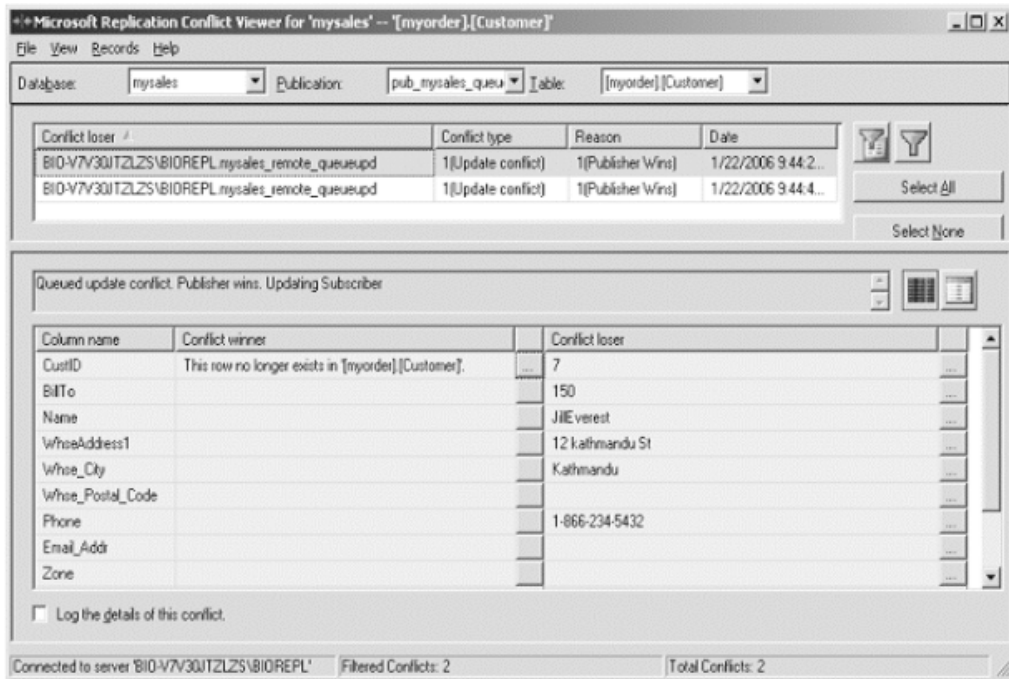 Microsoft Replication Conflict Viewer for 'mysales' -- '[myorder].[Customer]'
File View Records Help
Database: mysales Publication: pub_mysales_queu Table: [myorder].[Customer]
Conflict loser Conflict type Reason Date
BIO-V7V30JTZLZS\BIOREPL.mysales_remote_queueupd 1(Update conflict) 1(Publisher Wins) 1/22/2006 9:44:2...
BIO-V7V30JTZLZS\BIOREPL.mysales_remote_queueupd 1(Update conflict) 1(Publisher Wins) 1/22/2006 9:44:4...
Select All
Select None
Queued update conflict. Publisher wins. Updating Subscriber
Column name Conflict winner ... Conflict loser ...
CustID This row no longer exists in '[myorder].[Customer]'. ... 7 ...
BillTo 150 ...
Name JillEverest ...
WhseAddress1 12 kathmandu St ...
Whse_City Kathmandu ...
Whse_Postal_Code ...
Phone 1-866-234-5432 ...
Email_Addr ...
Zone ...
Log the details of this conflict.
Connected to server 'BIO-V7V30JTZLZS\BIOREPL' Filtered Conflicts: 2 Total Conflicts: 2